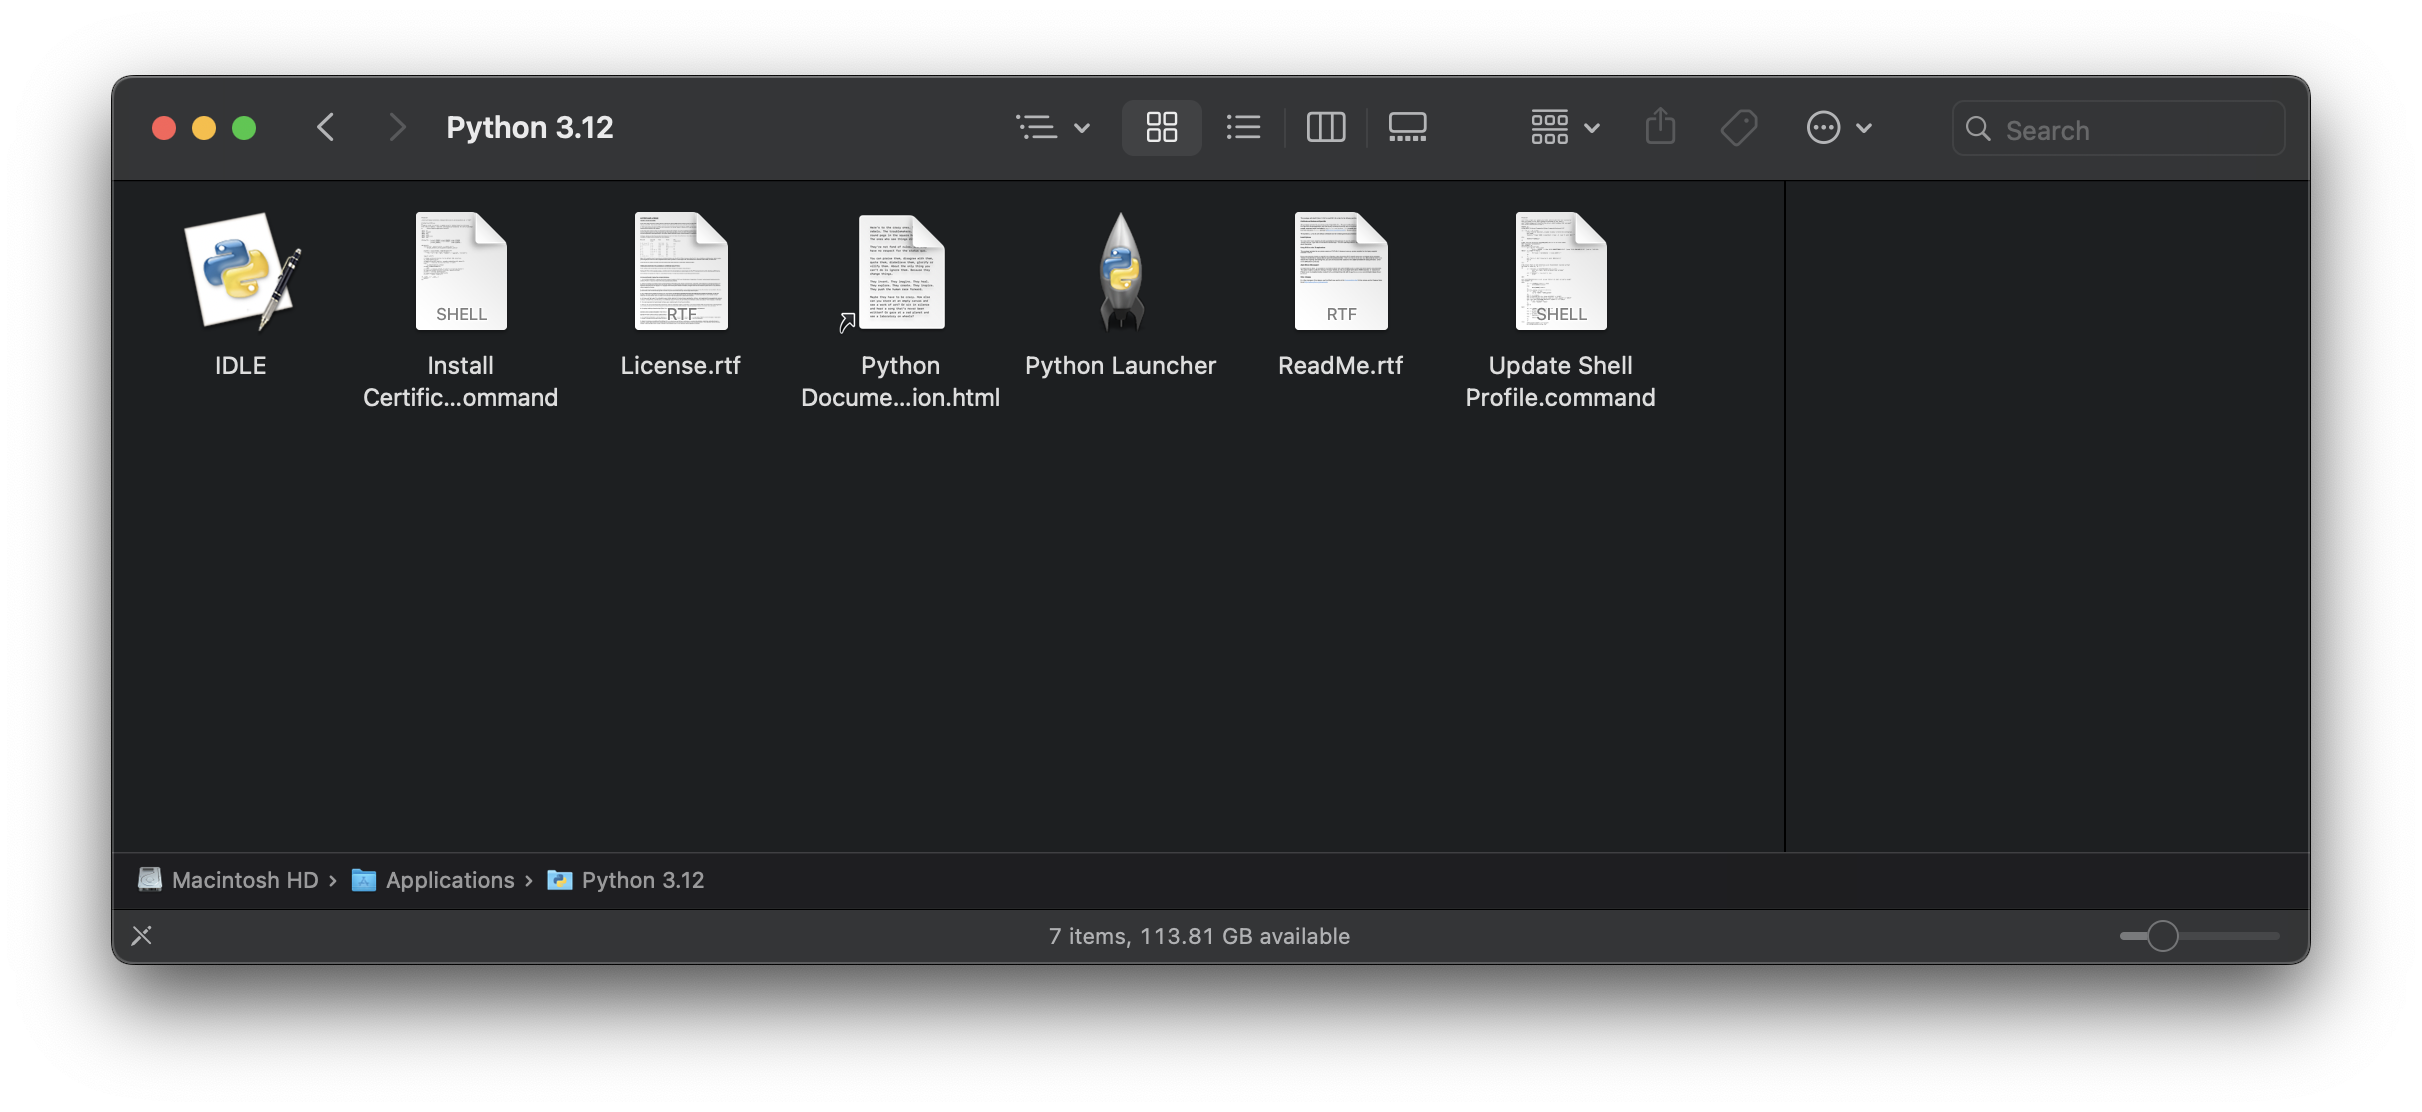 Python 3.12
Search
SHELL
RTF
RTF
SHELL
IDLE
Install
Certific...ommand
License.rtf
Python
Docume...ion.html
Python Launcher
ReadMe.rtf
Update Shell
Profile.command
Macintosh HD › Applications › Python 3.12
7 items, 113.81 GB available